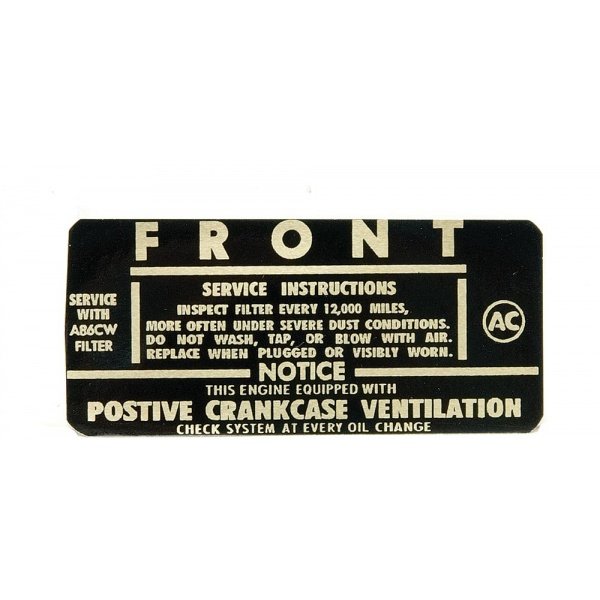 FRONT
SERVICE INSTRUCTIONS
INSPECT FILTER EVERY 12,000 MILES,
MORE OFTEN UNDER SEVERE DUST CONDITIONS.
DO NOT WASH, TAP, OR BLOW WITH AIR.
REPLACE WHEN PLUGGED OR VISIBLY WORN.
SERVICE
WITH
A86CW
FILTER
AC
NOTICE
THIS ENGINE EQUIPPED WITH
POSTIVE CRANKCASE VENTILATION
CHECK SYSTEM AT EVERY OIL CHANGE